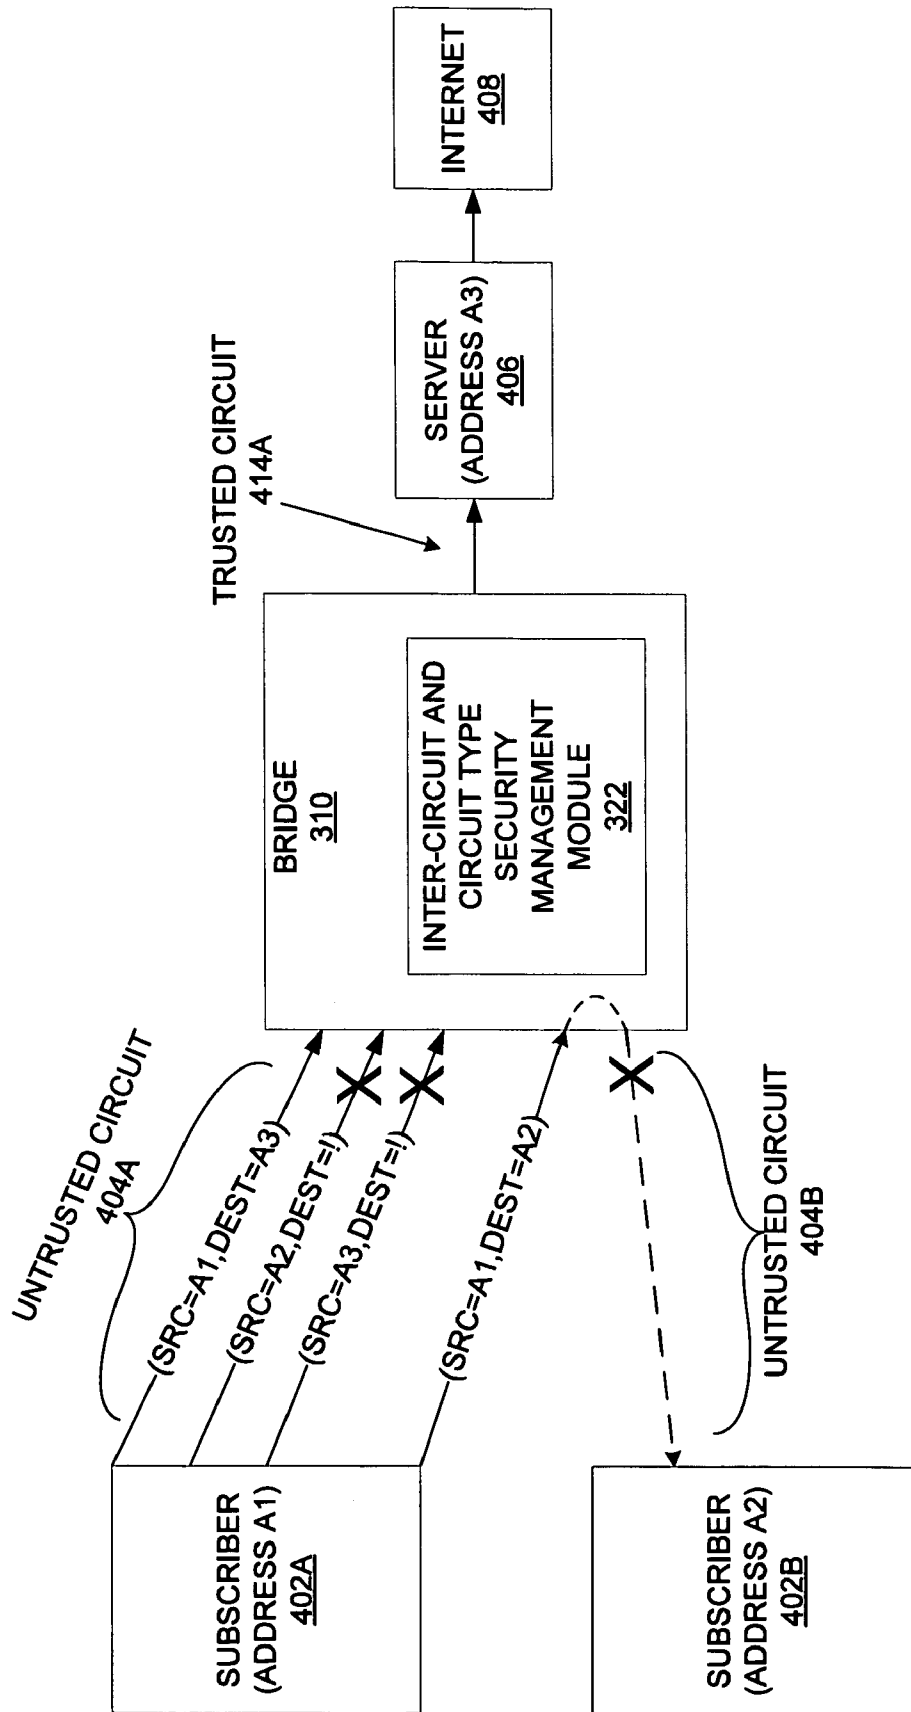 UNTRUSTED CIRCUIT
404A
TRUSTED CIRCUIT
414A
SUBSCRIBER
(ADDRESS A1)
402A
(SRC=A1,DEST=A3)
(SRC=A2,DEST=!)
(SRC=A3,DEST=!)
(SRC=A1,DEST=A2)
X
X
X
BRIDGE
310
INTER-CIRCUIT AND
CIRCUIT TYPE
SECURITY
MANAGEMENT
MODULE
322
SERVER
(ADDRESS A3)
406
INTERNET
408
SUBSCRIBER
(ADDRESS A2)
402B
UNTRUSTED CIRCUIT
404B